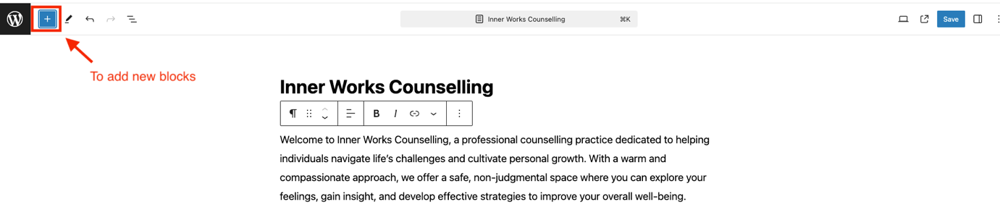 Inner Works Counselling
⌘K
Save
To add new blocks
Inner Works Counselling
B I
Welcome to Inner Works Counselling, a professional counselling practice dedicated to helping
individuals navigate life’s challenges and cultivate personal growth. With a warm and
compassionate approach, we offer a safe, non-judgmental space where you can explore your
feelings, gain insight, and develop effective strategies to improve your overall well-being.